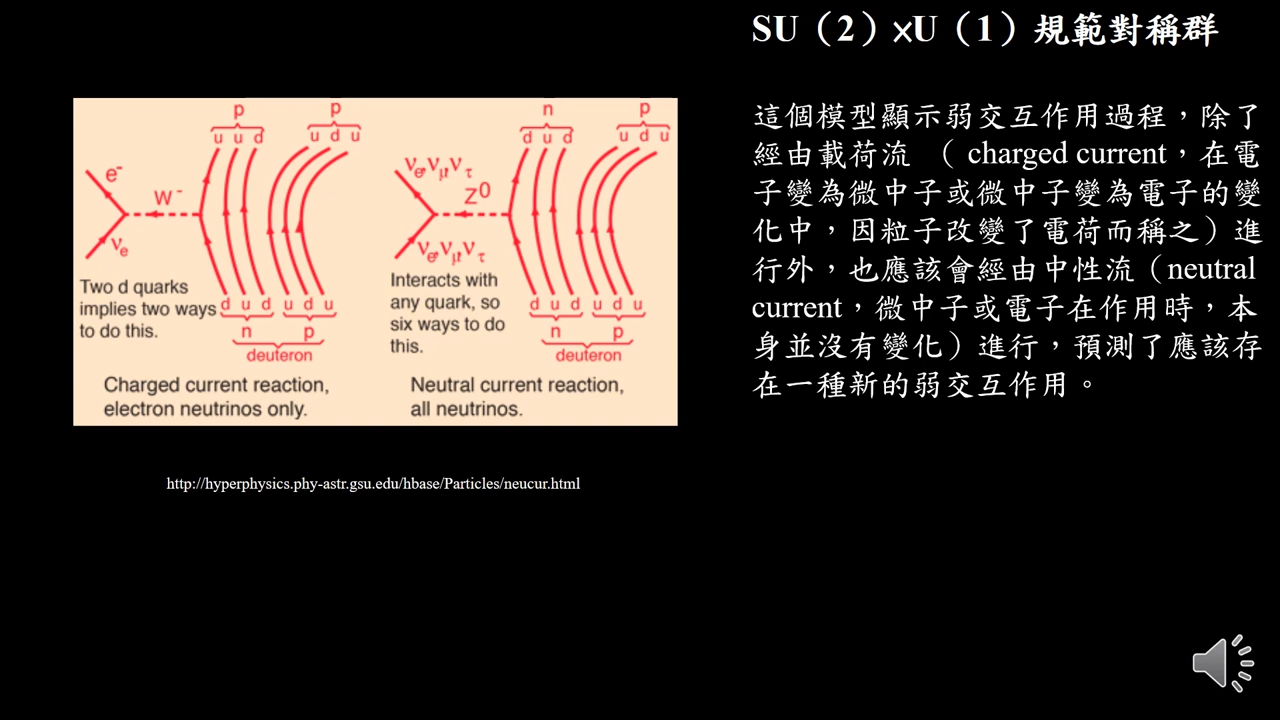 SU（2）×U（1）規範對稱群
這個模型顯示弱交互作用過程，除了
經由載荷流 （ charged current，在電
子變為微中子或微中子變為電子的變
化中，因粒子改變了電荷而稱之）進
行外，也應該會經由中性流（neutral
current，微中子或電子在作用時，本
身並沒有變化）進行，預測了應該存
在一種新的弱交互作用。
p p
u u d u d u
e-
W-
νe
Two d quarks
implies two ways
to do this.
d u d u d u
n p
deuteron
Charged current reaction,
electron neutrinos only.
n p
d u d u d u
νe,νμ,ντ
Z0
νe,νμ,ντ
Interacts with
any quark, so
six ways to do
this.
d u d u d u
n p
deuteron
Neutral current reaction,
all neutrinos.
http://hyperphysics.phy-astr.gsu.edu/hbase/Particles/neucur.html